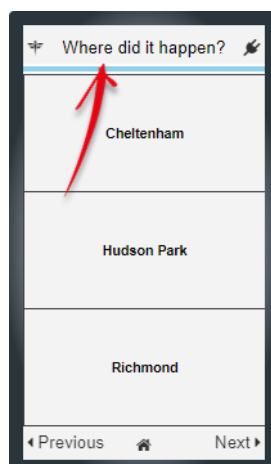 Where did it happen?
Cheltenham
Hudson Park
Richmond
Previous Next